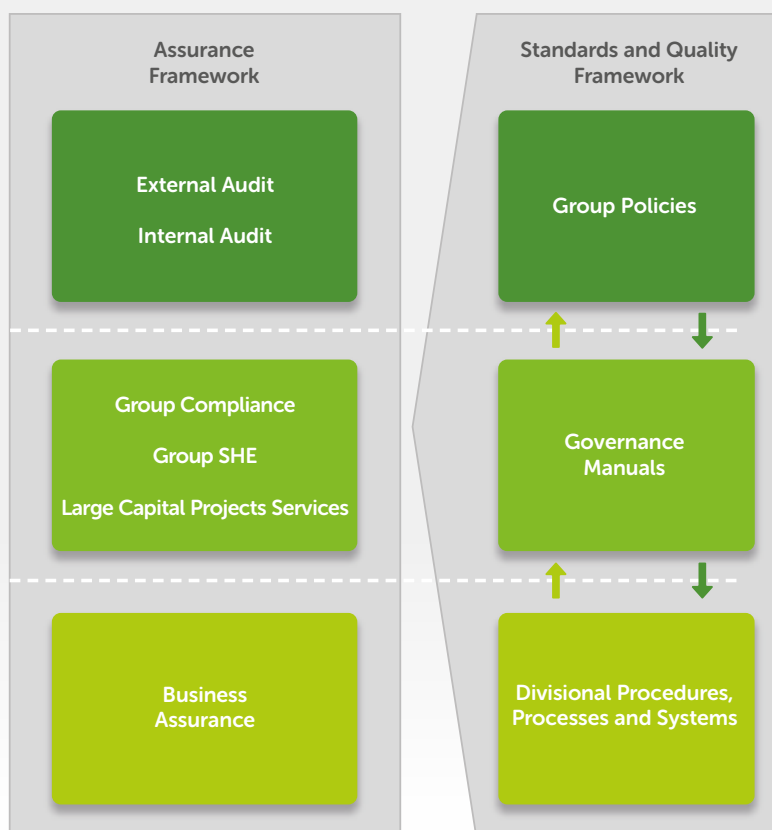 Assurance
Framework
External Audit
Internal Audit
Group Compliance
Group SHE
Large Capital Projects Services
Business
Assurance
Standards and Quality
Framework
Group Policies
Governance
Manuals
Divisional Procedures,
Processes and Systems